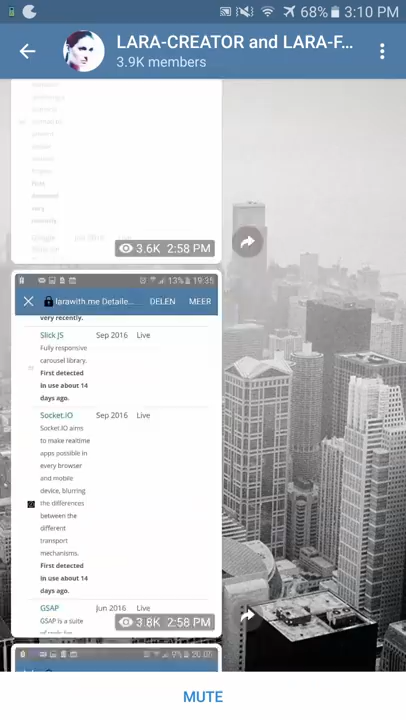 68% 3:10 PM
LARA-CREATOR and LARA-F...
3.9K members
3.6K 2:58 PM
13% 19:35
larawith.me Detaile... DELEN MEER
very recently.
Slick JS Sep 2016 Live
Fully responsive
carousel library.
First detected
in use about 14
days ago.
Socket.IO Sep 2016 Live
Socket.IO aims
to make realtime
apps possible in
every browser
and mobile
device, blurring
the differences
between the
different
transport
mechanisms.
First detected
in use about 14
days ago.
GSAP Jun 2016 Live
GSAP is a suite
3.8K 2:58 PM
MUTE